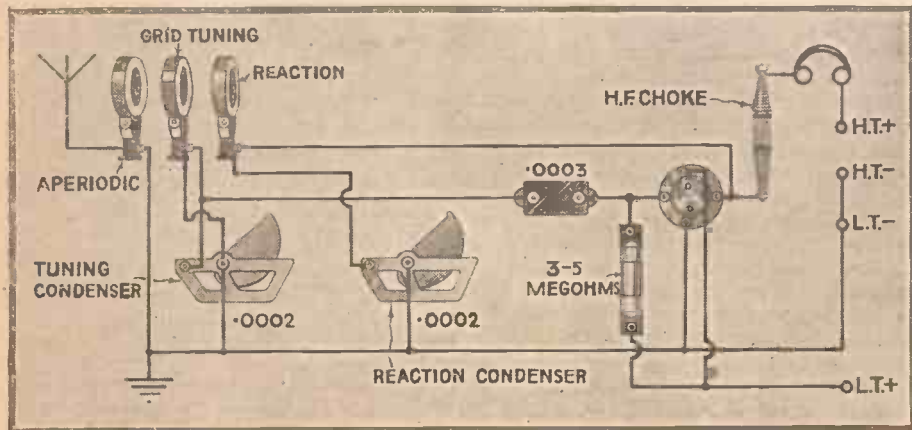 GRID TUNING
REACTION
H.F. CHOKE
H.T.+
APERIODIC
.0003
H.T.-
L.T.-
TUNING
CONDENSER
3-5
MEGOHMS
.0002
.0002
REACTION CONDENSER
L.T.+